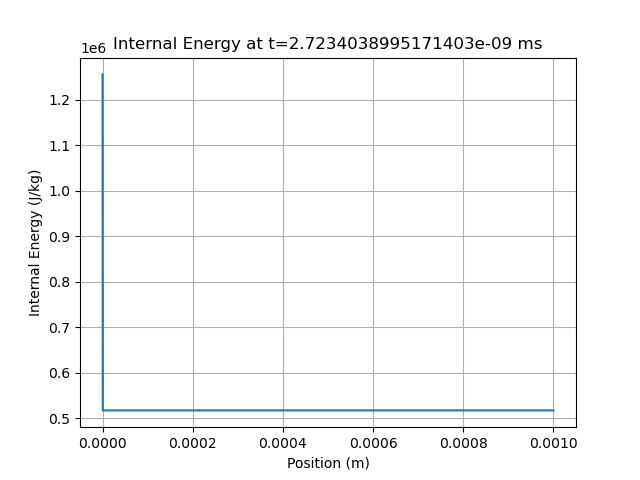 Internal Energy at t=2.7234038995171403e-09 ms
1e6
1.2
1.1
1.0
0.9
0.8
0.7
0.6
0.5
Internal Energy (J/kg)
0.0000 0.0002 0.0004 0.0006 0.0008 0.0010
Position (m)